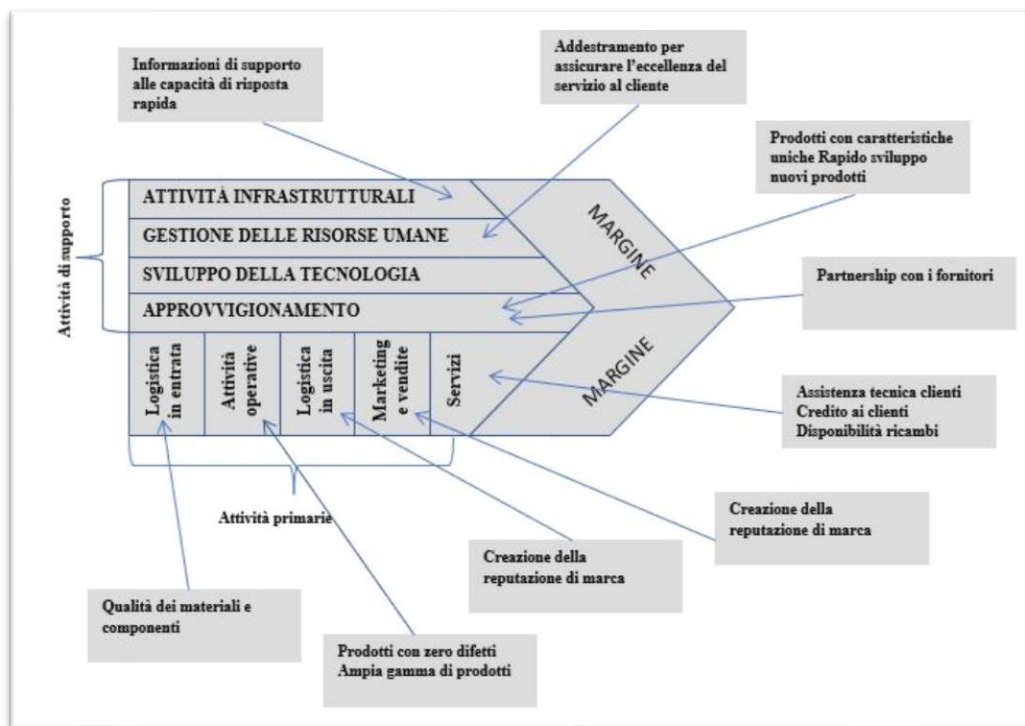 Informazioni di supporto
alle capacità di risposta
rapida
Addestramento per
assicurare l'eccellenza del
servizio al cliente
Prodotti con caratteristiche
uniche Rapido sviluppo
nuovi prodotti
Attività di supporto
ATTIVITÀ INFRASTRUTTURALI
GESTIONE DELLE RISORSE UMANE
SVILUPPO DELLA TECNOLOGIA
APPROVVIGIONAMENTO
MARGINE
MARGINE
Partnership con i fornitori
Logistica
in entrata
Attività
operative
Logistica
in uscita
Marketing
e vendite
Servizi
Assistenza tecnica clienti
Credito ai clienti
Disponibilità ricambi
Attività primarie
Creazione della
reputazione di marca
Creazione della
reputazione di marca
Qualità dei materiali e
componenti
Prodotti con zero difetti
Ampia gamma di prodotti